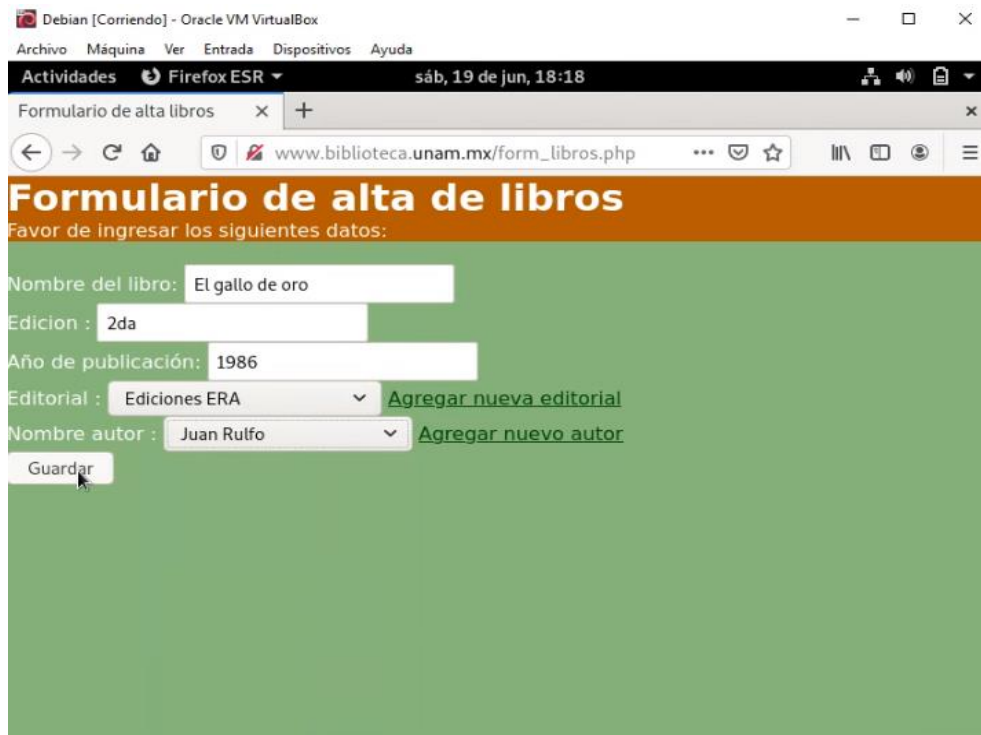 Debian [Corriendo] - Oracle VM VirtualBox
Archivo Máquina Ver Entrada Dispositivos Ayuda
Actividades Firefox ESR sáb, 19 de jun, 18:18
Formulario de alta libros
www.biblioteca.unam.mx/form_libros.php
Formulario de alta de libros
Favor de ingresar los siguientes datos:
Nombre del libro: El gallo de oro
Edicion : 2da
Año de publicación: 1986
Editorial : Ediciones ERA Agregar nueva editorial
Nombre autor : Juan Rulfo Agregar nuevo autor
Guardar